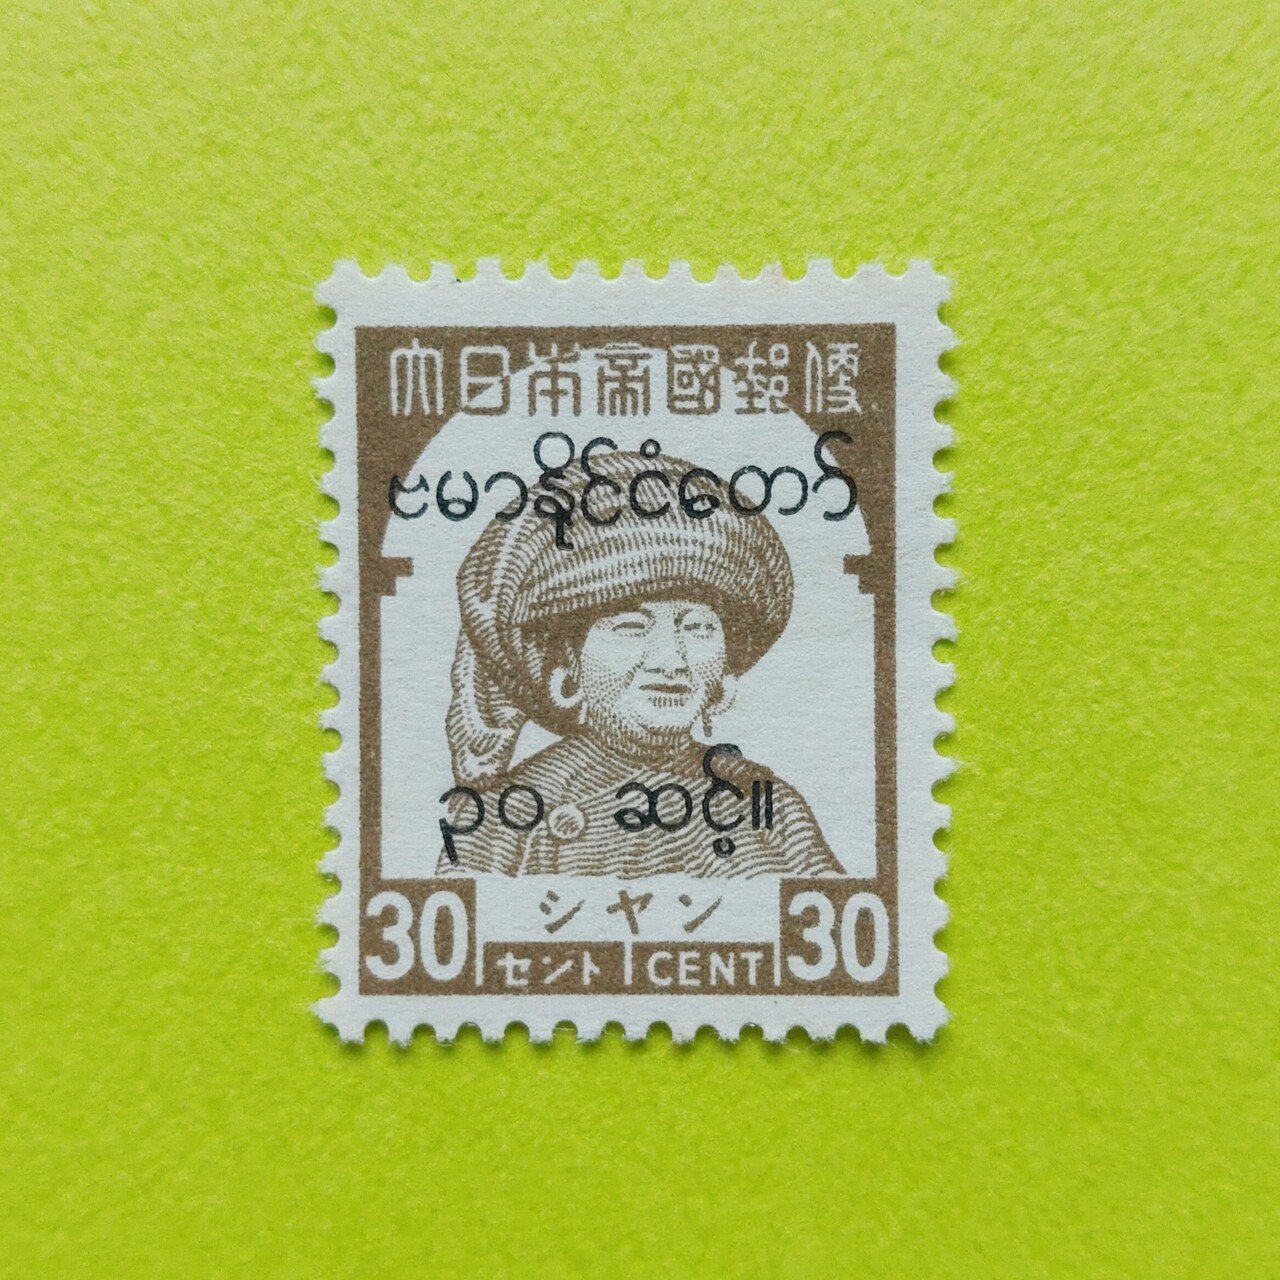 大日本帝國郵便
ဗမာနိုင်ငံတော်
၃၀ ဆင့်။
シヤン
30 セント CENT 30